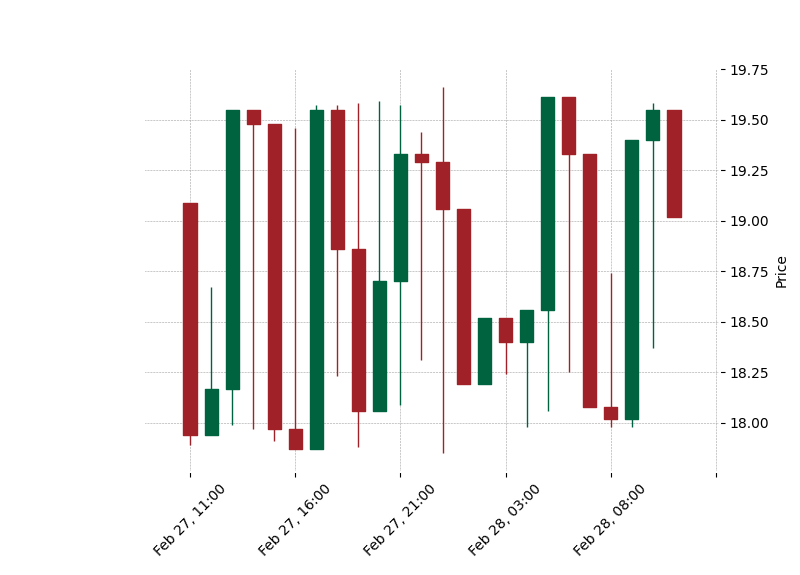 19.75
19.50
19.25
19.00
18.75
18.50
18.25
18.00
Price
Feb 27, 11:00
Feb 27, 16:00
Feb 27, 21:00
Feb 28, 03:00
Feb 28, 08:00